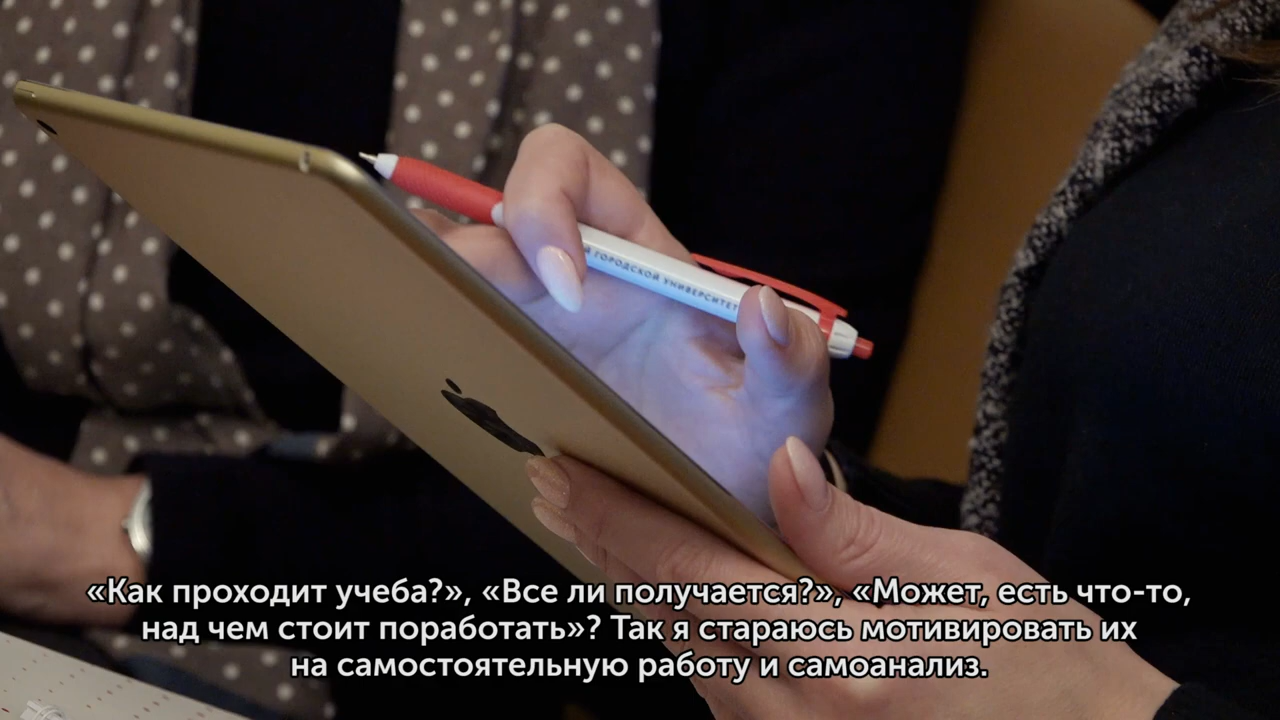 Й ГОРОДСКОЙ УНИВЕРСИТЕТ
«Как проходит учеба?», «Все ли получается?», «Может, есть что-то,
над чем стоит поработать»? Так я стараюсь мотивировать их
на самостоятельную работу и самоанализ.